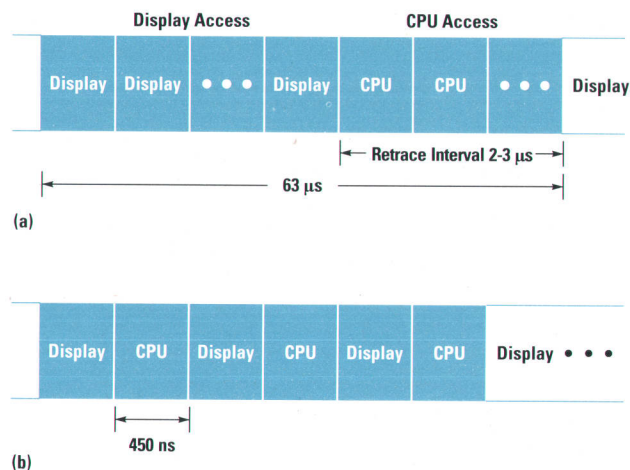 Display Access CPU Access
Display Display • • • Display CPU CPU • • • Display
Retrace Interval 2-3 µs
63 µs
(a)
Display CPU Display CPU Display CPU Display • • •
450 ns
(b)